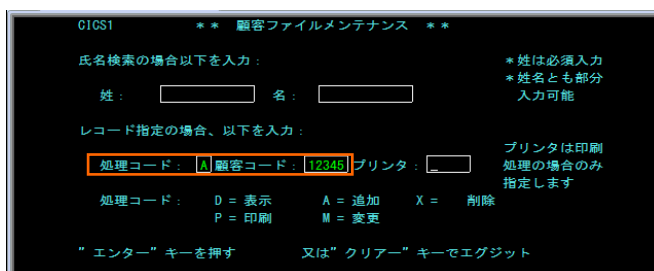 CICS1 ＊＊ 顧客ファイルメンテナンス ＊＊
氏名検索の場合以下を入力：
姓： 名：
＊姓は必須入力
＊姓名とも部分
入力可能
レコード指定の場合、以下を入力：
処理コード： A 顧客コード： 12345 プリンタ： _
プリンタは印刷
処理の場合のみ
指定します
処理コード： D = 表示 A = 追加 X = 削除
P = 印刷 M = 変更
"エンター" キーを押す 又は"クリアー" キーでエグジット